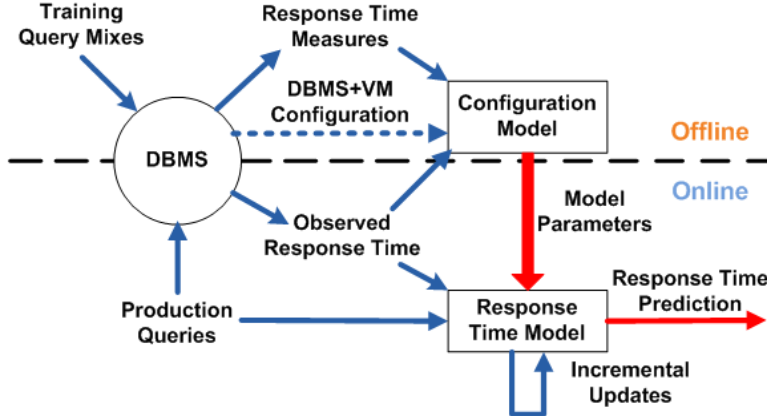 Training
Query Mixes
Response Time
Measures
DBMS+VM
Configuration
Configuration
Model
Offline
DBMS
Online
Model
Parameters
Observed
Response Time
Response Time
Prediction
Production
Queries
Response
Time Model
Incremental
Updates